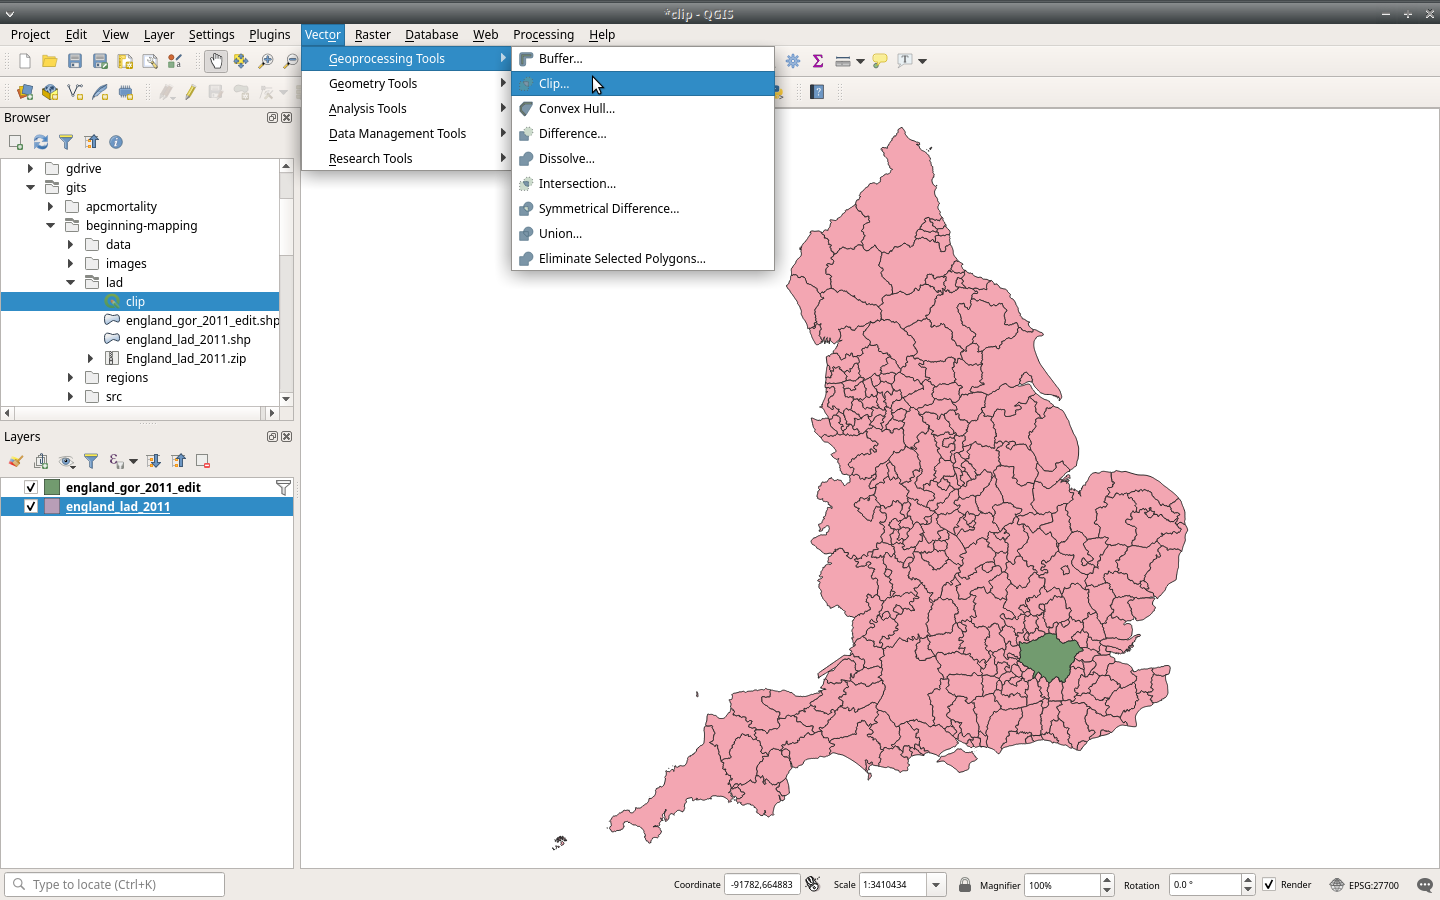 *clip - QGIS
Project Edit View Layer Settings Plugins Vector Raster Database Web Processing Help
Geoprocessing Tools
Geometry Tools
Analysis Tools
Data Management Tools
Research Tools
Buffer...
Clip...
Convex Hull...
Difference...
Dissolve...
Intersection...
Symmetrical Difference...
Union...
Eliminate Selected Polygons...
Browser
gdrive
gits
apcmortality
beginning-mapping
data
images
lad
clip
england_gor_2011_edit.shp
england_lad_2011.shp
England_lad_2011.zip
regions
src
Layers
england_gor_2011_edit
england_lad_2011
Type to locate (Ctrl+K)
Coordinate -91782,664883 Scale 1:3410434 Magnifier 100% Rotation 0.0 ° Render EPSG:27700